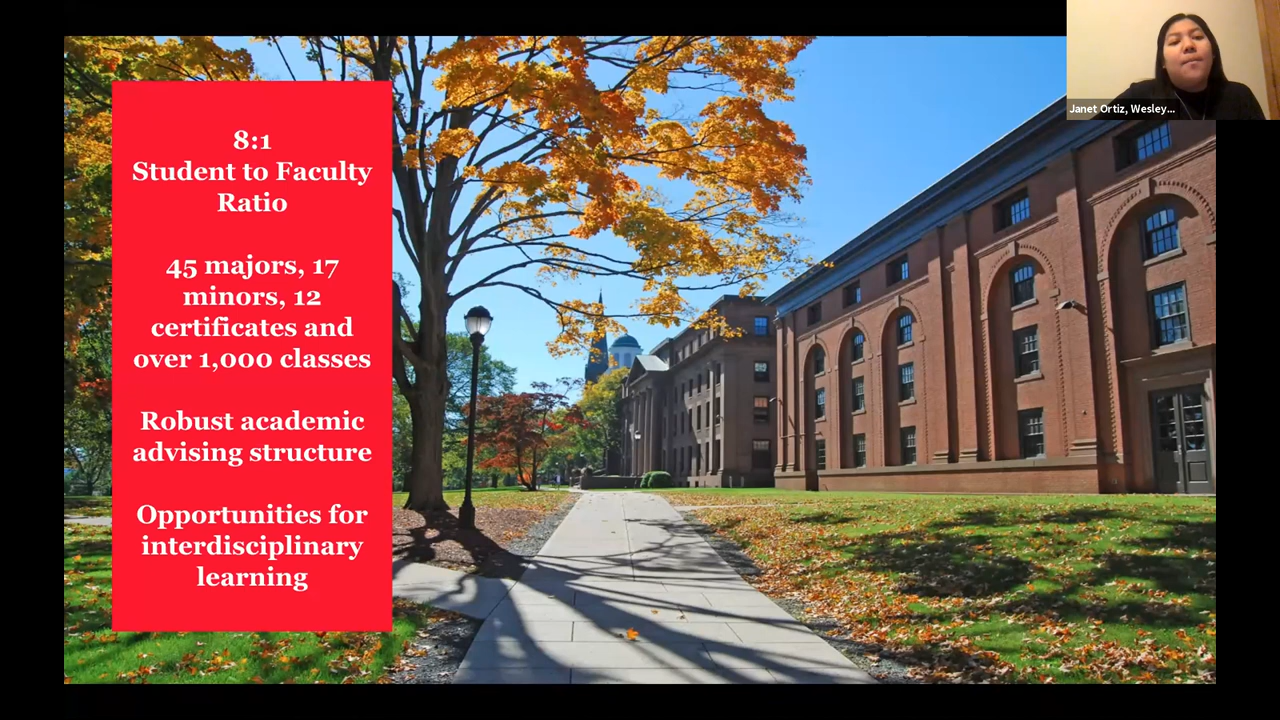 8:1
Student to Faculty
Ratio
45 majors, 17
minors, 12
certificates and
over 1,000 classes
Robust academic
advising structure
Opportunities for
interdisciplinary
learning
Janet Ortiz, Wesley...